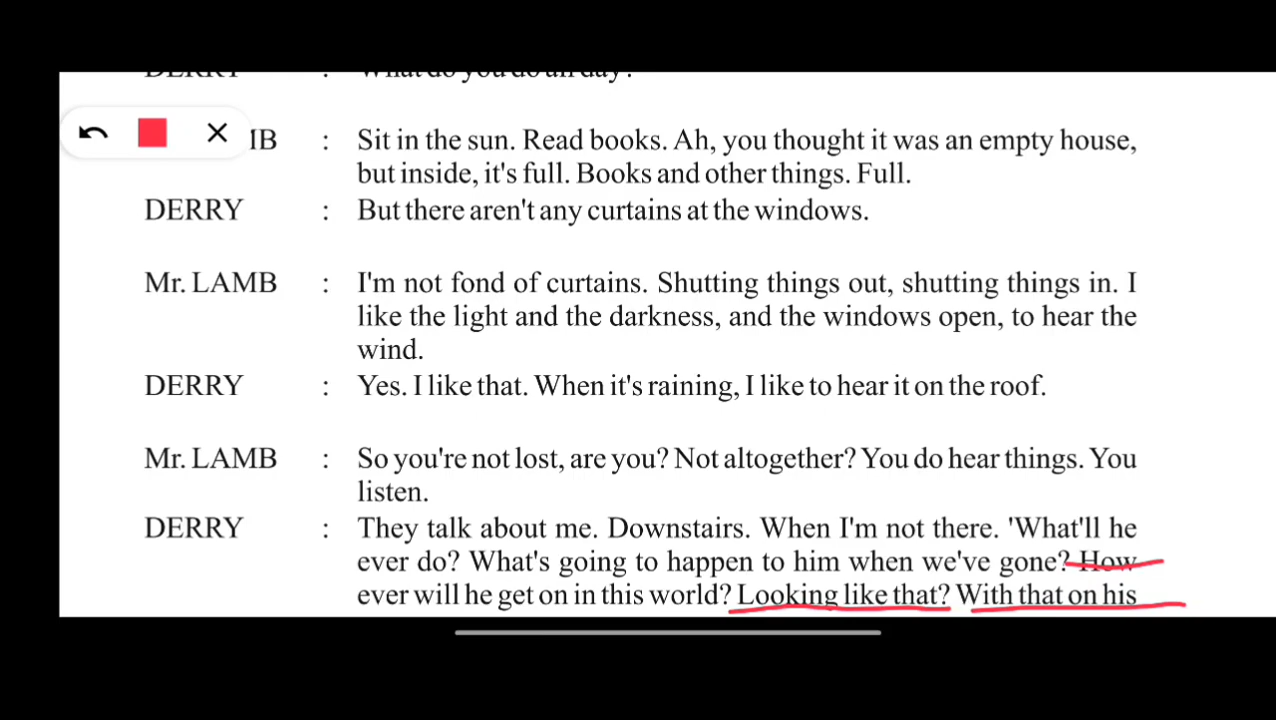 MB : Sit in the sun. Read books. Ah, you thought it was an empty house,
but inside, it's full. Books and other things. Full.
DERRY : But there aren't any curtains at the windows.
Mr. LAMB : I'm not fond of curtains. Shutting things out, shutting things in. I
like the light and the darkness, and the windows open, to hear the
wind.
DERRY : Yes. I like that. When it's raining, I like to hear it on the roof.
Mr. LAMB : So you're not lost, are you? Not altogether? You do hear things. You
listen.
DERRY : They talk about me. Downstairs. When I'm not there. 'What'll he
ever do? What's going to happen to him when we've gone? How
ever will he get on in this world? Looking like that? With that on his